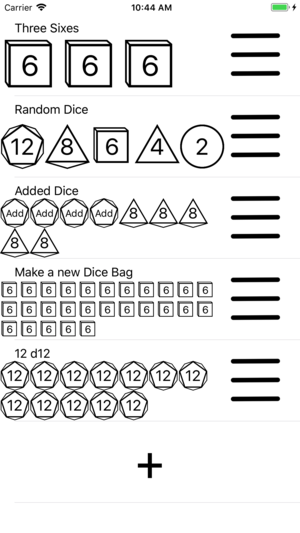 Carrier 10:44 AM
Three Sixes
6 6 6
Random Dice
12 8 6 4 2
Added Dice
Add Add Add Add 8 8 8
8 8
Make a new Dice Bag
6 6 6 6 6 6 6 6 6 6 6
6 6 6 6 6 6 6 6 6 6 6
6 6 6 6 6
12 d12
12 12 12 12 12 12 12
12 12 12 12 12
+